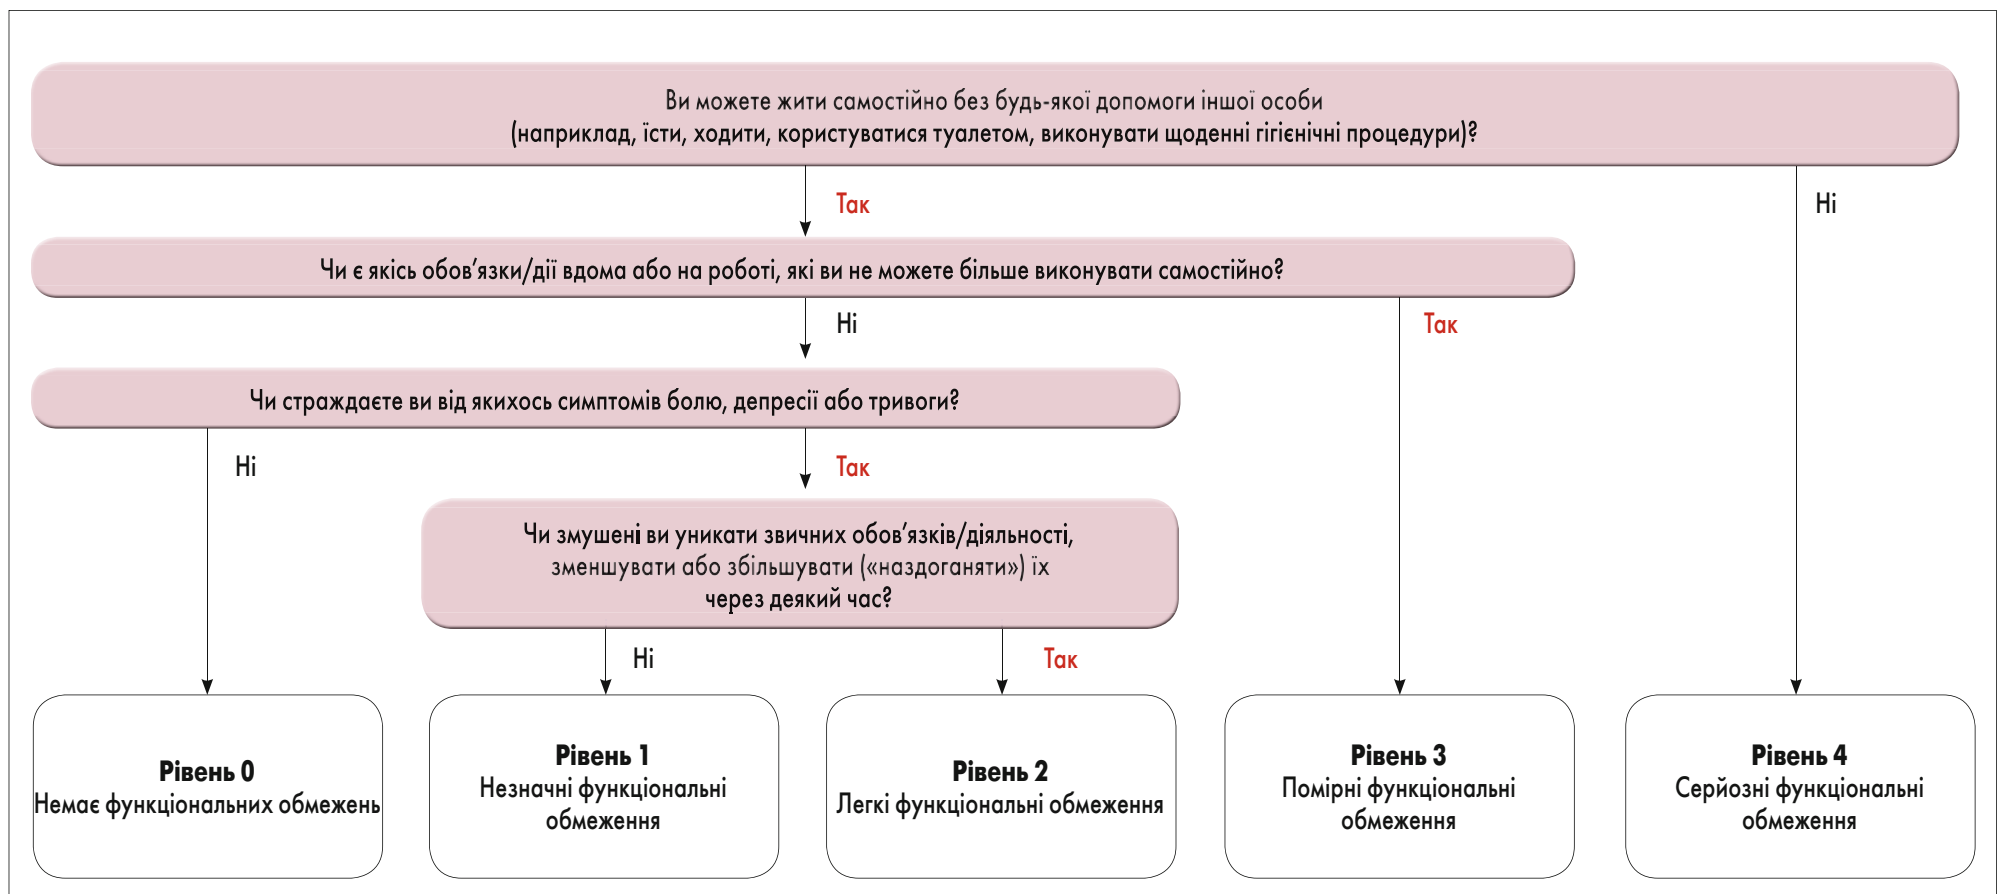 Ви можете жити самостійно без будь-якої допомоги іншої особи
(наприклад, їсти, ходити, користуватися туалетом, виконувати щоденні гігієнічні процедури)?
Так
Ні
Чи є якісь обов’язки/дії вдома або на роботі, які ви не можете більше виконувати самостійно?
Ні
Так
Чи страждаєте ви від якихось симптомів болю, депресії або тривоги?
Ні
Так
Чи змушені ви уникати звичних обов’язків/діяльності,
зменшувати або збільшувати («наздоганяти») їх
через деякий час?
Ні
Так
Рівень 0
Немає функціональних обмежень
Рівень 1
Незначні функціональні
обмеження
Рівень 2
Легкі функціональні обмеження
Рівень 3
Помірні функціональні
обмеження
Рівень 4
Серйозні функціональні
обмеження